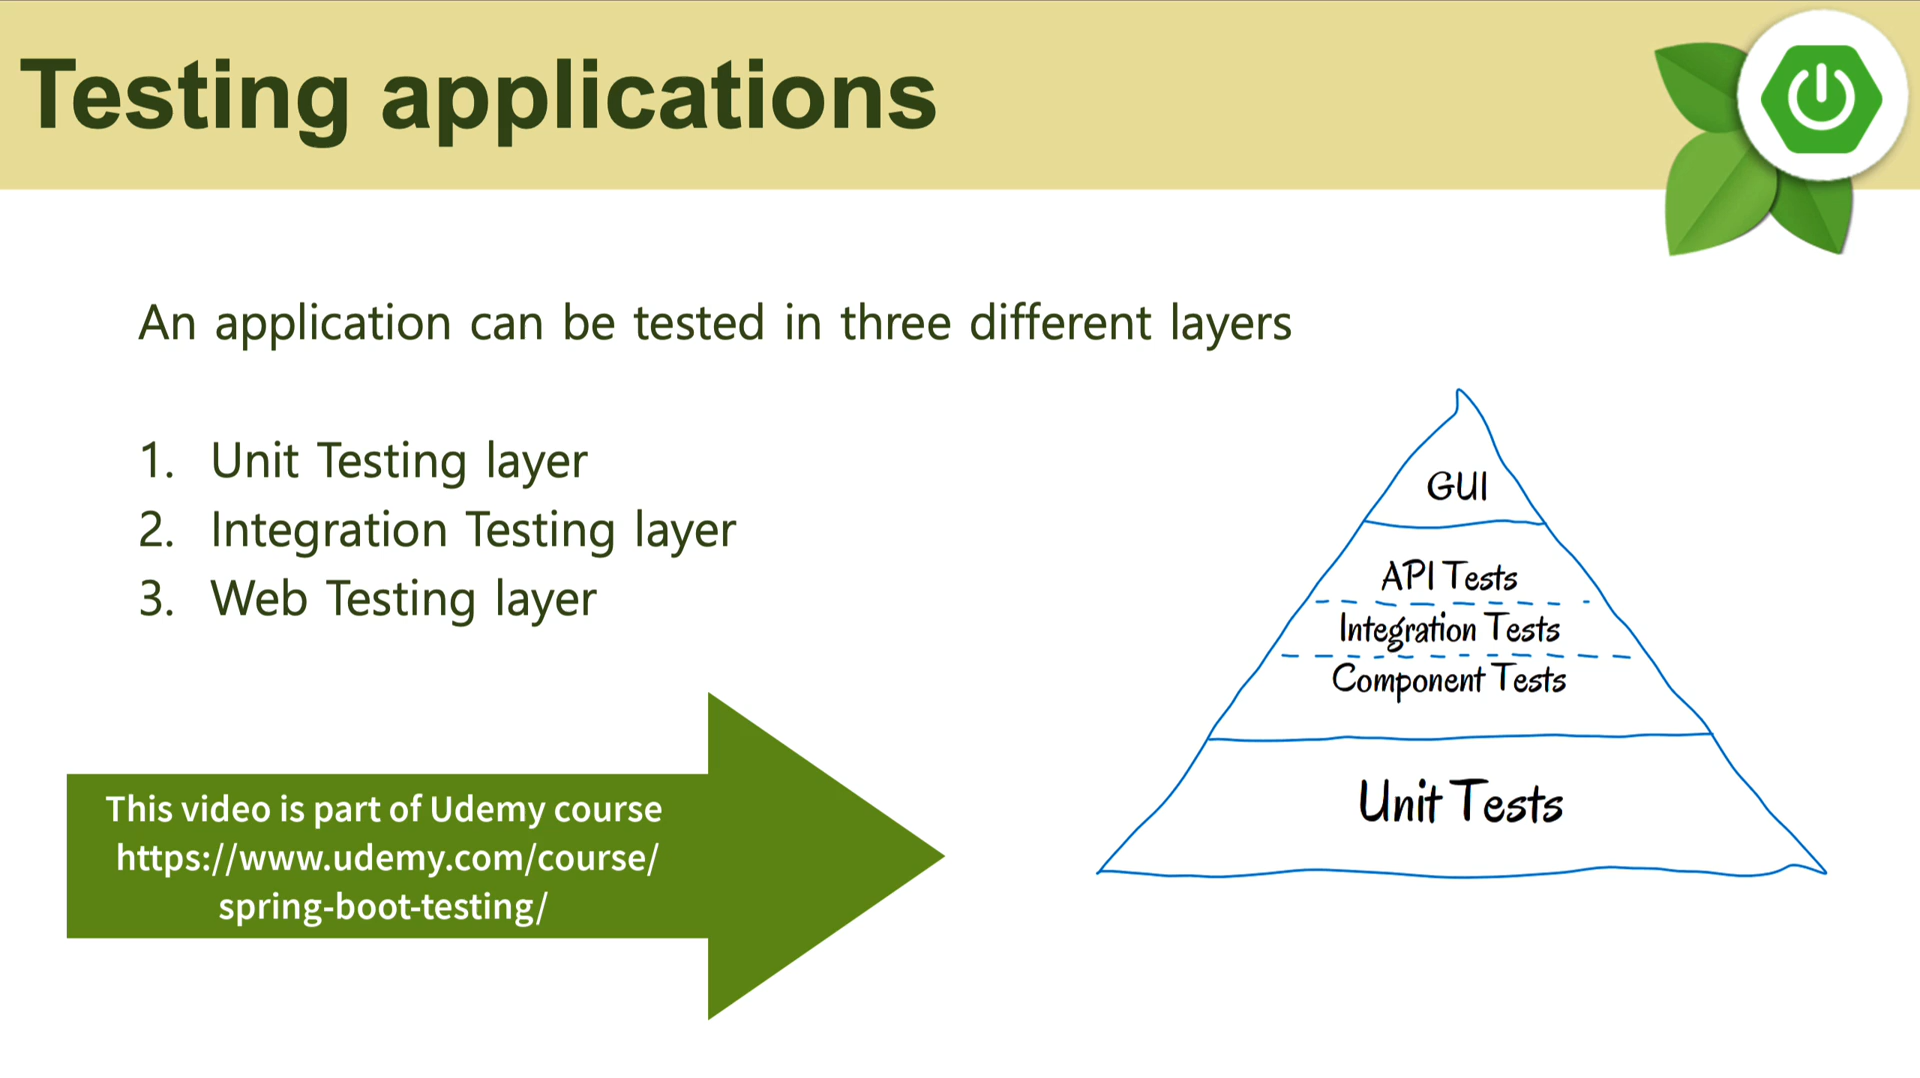 Testing applications
An application can be tested in three different layers
1. Unit Testing layer
2. Integration Testing layer
3. Web Testing layer
This video is part of Udemy course
https://www.udemy.com/course/
spring-boot-testing/
GUI
API Tests
Integration Tests
Component Tests
Unit Tests